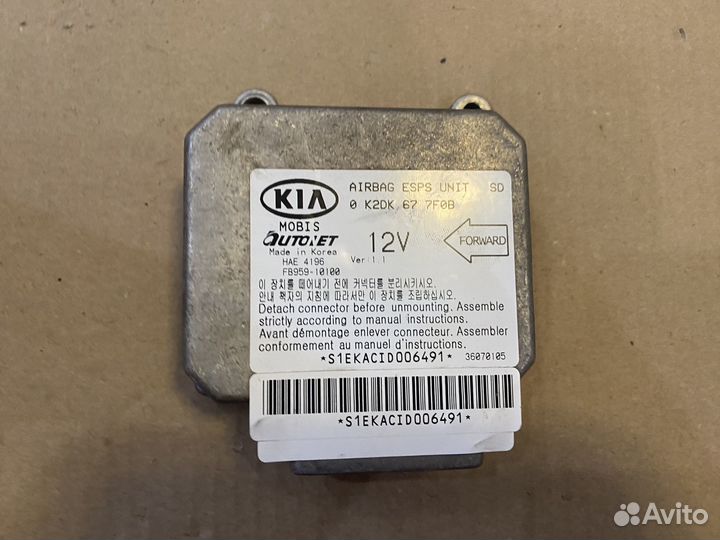 KIA
AIRBAG ESPS UNIT SD
0 K2DK 67 7F0B
MOBIS
AUTONET
Made in Korea
12V
FORWARD
HAE 4196
Ver 1.1
FB959-10100
이 장치를 떼어내기 전에 커넥터를 분리시키시오.
안내 책자의 지침에 따라서만 이 장치를 조립하십시오.
Detach connector before unmounting. Assemble
strictly according to manual instructions.
Avant démontage enlever connecteur. Assembler
conformement au manuel d'instructions.
*S1EKACID006491* 36070105
*S1EKACID006491*
Avito